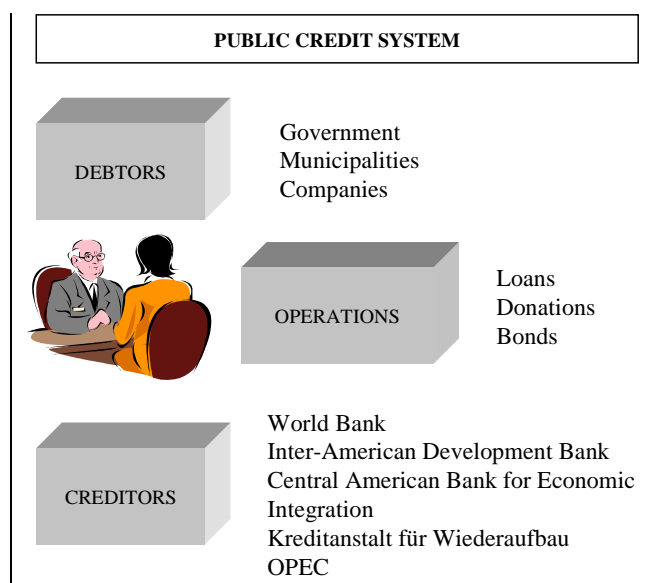 PUBLIC CREDIT SYSTEM
DEBTORS
Government
Municipalities
Companies
OPERATIONS
Loans
Donations
Bonds
CREDITORS
World Bank
Inter-American Development Bank
Central American Bank for Economic
Integration
Kreditanstalt für Wiederaufbau
OPEC